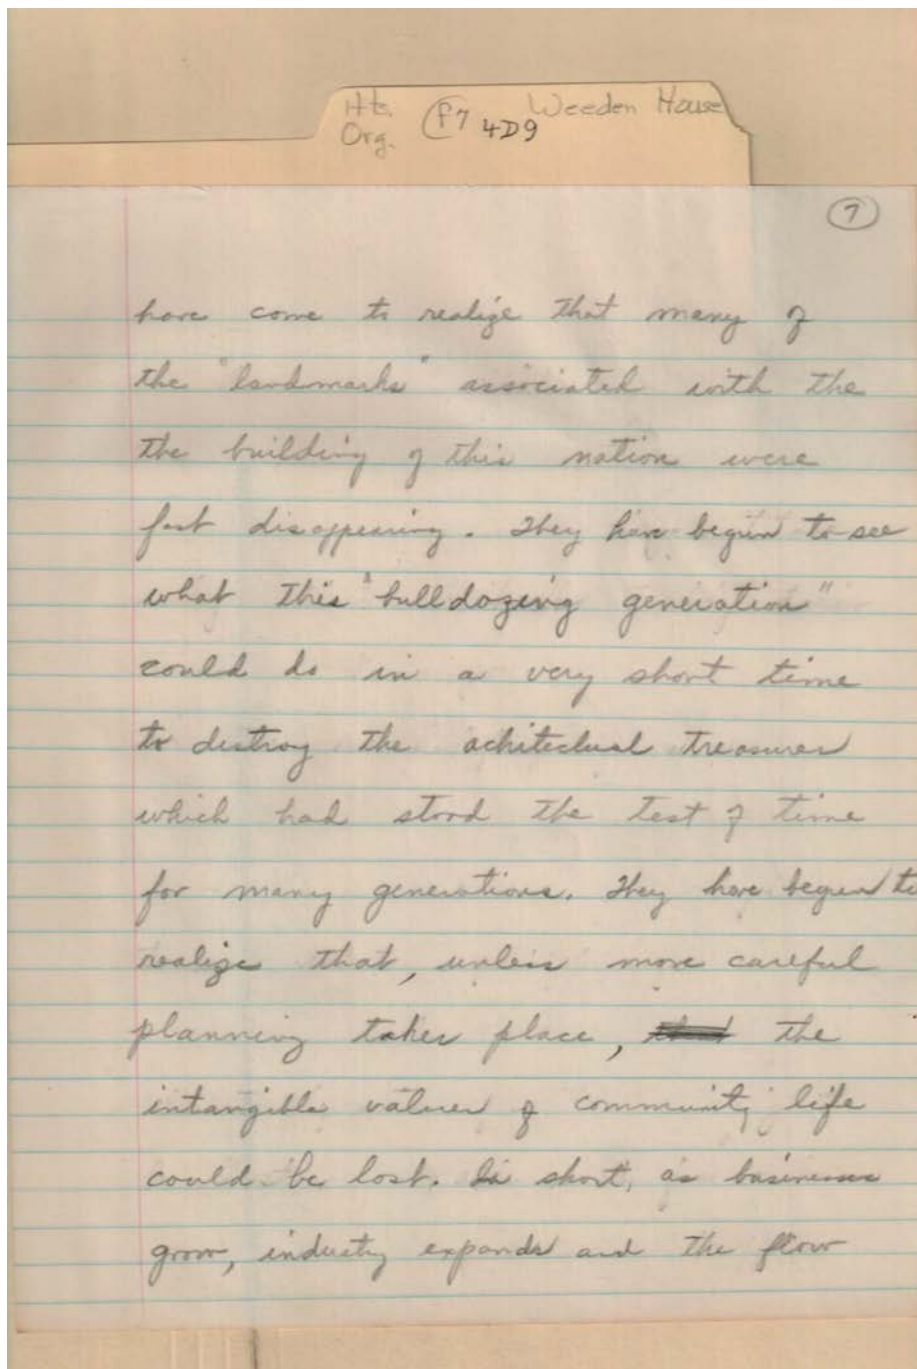 Hts. Org. F7 4D9 Weeden House
7
have come to realize that many of
the "landmarks" associated with the
the building of this nation were
fast disappearing. They have begun to see
what this "bulldozing generation"
could do in a very short time
to destroy the achitectual treasures
which had stood the test of time
for many generations. They have begun to
realize that, unless more careful
planning takes place, the
intangible values of community life
could be lost. In short, as businesses
grow, industry expands and the flow